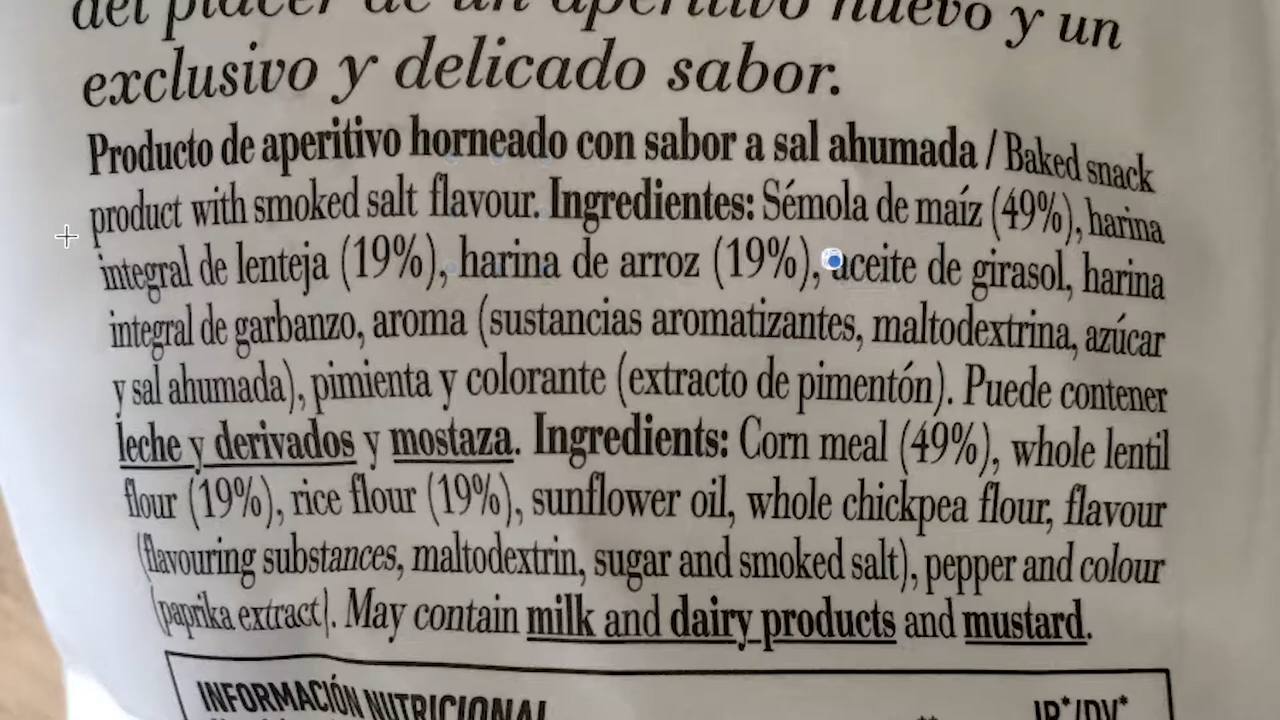 del placer de un aperitivo nuevo y un
exclusivo y delicado sabor.
Producto de aperitivo horneado con sabor a sal ahumada / Baked snack
product with smoked salt flavour. Ingredientes: Sémola de maíz (49%), harina
integral de lenteja (19%), harina de arroz (19%), aceite de girasol, harina
integral de garbanzo, aroma (sustancias aromatizantes, maltodextrina, azúcar
y sal ahumada), pimienta y colorante (extracto de pimentón). Puede contener
leche y derivados y mostaza. Ingredients: Corn meal (49%), whole lentil
flour (19%), rice flour (19%), sunflower oil, whole chickpea flour, flavour
(flavouring substances, maltodextrin, sugar and smoked salt), pepper and colour
(paprika extract). May contain milk and dairy products and mustard.
INFORMACIÓN NUTRICIONAL
IR*/DV*